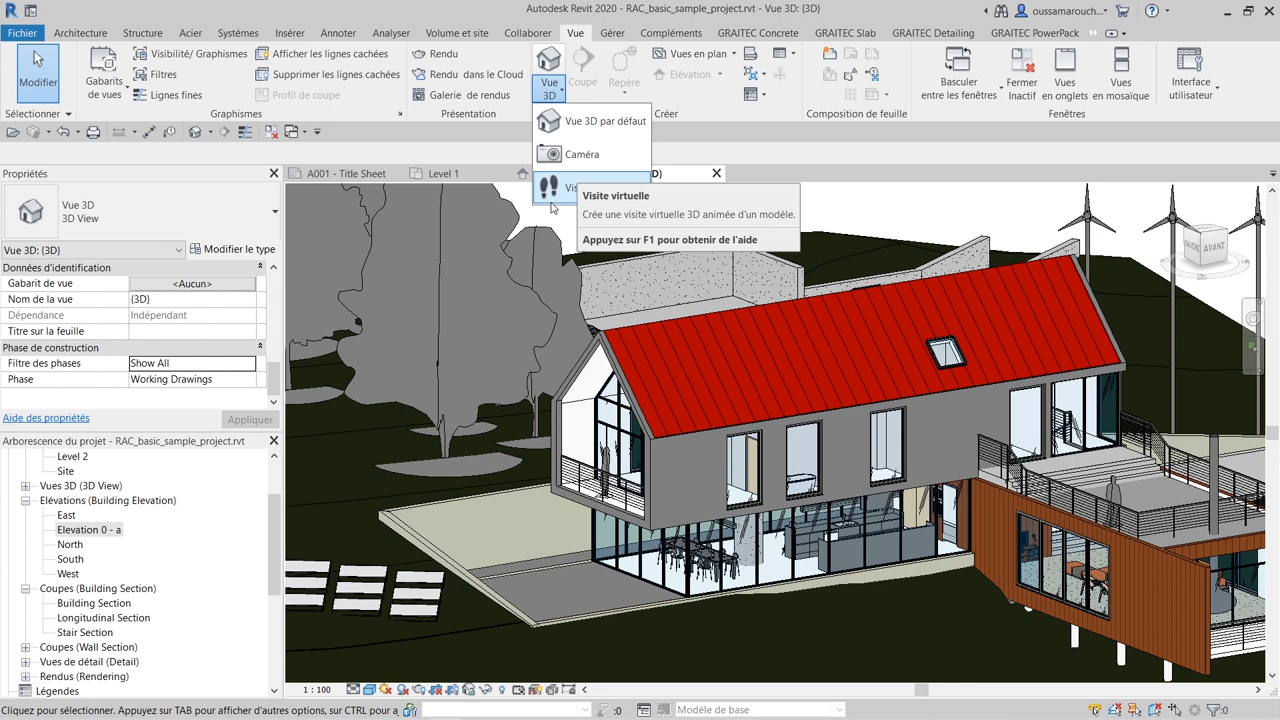 Autodesk Revit 2020 - RAC_basic_sample_project.rvt - Vue 3D: {3D}
oussamarouch...
Fichier Architecture Structure Acier Systèmes Insérer Annoter Analyser Volume et site Collaborer Vue Gérer Compléments GRAITEC Concrete GRAITEC Slab GRAITEC Detailing GRAITEC PowerPack
Modifier
Gabarits
de vues
Visibilité/ Graphismes
Filtres
Lignes fines
Afficher les lignes cachées
Supprimer les lignes cachées
Profil de coupe
Rendu
Rendu dans le Cloud
Galerie de rendus
Vue
3D
Coupe
Repère
Vues en plan
Élévation
Basculer
entre les fenêtres
Fermer
Inactif
Vues
en onglets
Vues
en mosaïque
Interface
utilisateur
Sélectionner
Graphismes
Présentation
Créer
Composition de feuille
Fenêtres
Vue 3D par défaut
Caméra
Vis
Visite virtuelle
Crée une visite virtuelle 3D animée d'un modèle.
Appuyez sur F1 pour obtenir de l'aide
A001 - Title Sheet
Level 1
D)
GAUCHE AVANT
Propriétés
Vue 3D
3D View
Vue 3D: {3D}
Modifier le type
Données d'identification
Gabarit de vue <Aucun>
Nom de la vue {3D}
Dépendance Indépendant
Titre sur la feuille
Phase de construction
Filtre des phases Show All
Phase Working Drawings
Aide des propriétés
Appliquer
Arborescence du projet - RAC_basic_sample_project.rvt
Level 2
Site
Vues 3D (3D View)
Elévations (Building Elevation)
East
Elevation 0 - a
North
South
West
Coupes (Building Section)
Building Section
Longitudinal Section
Stair Section
Coupes (Wall Section)
Vues de détail (Detail)
Rendus (Rendering)
Légendes
1 : 100
Cliquez pour sélectionner. Appuyez sur TAB pour afficher d'autres options, sur CTRL pour a
:0
Modèle de base
:0